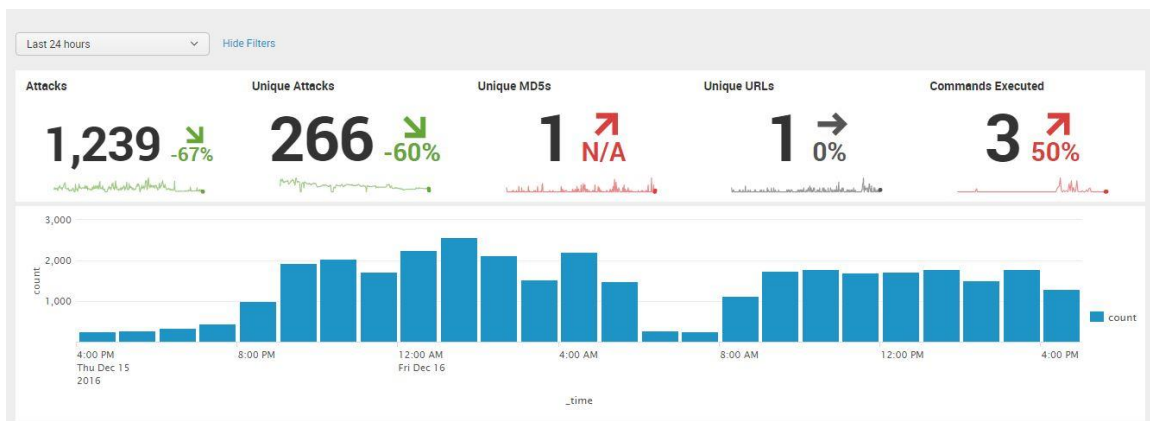 Last 24 hours
Hide Filters
Attacks
Unique Attacks
Unique MD5s
Unique URLs
Commands Executed
1,239 -67%
266 -60%
1 N/A
1 0%
3 50%
3,000
2,000
1,000
count
count
4:00 PM
Thu Dec 15
2016
8:00 PM
12:00 AM
Fri Dec 16
4:00 AM
8:00 AM
12:00 PM
4:00 PM
_time